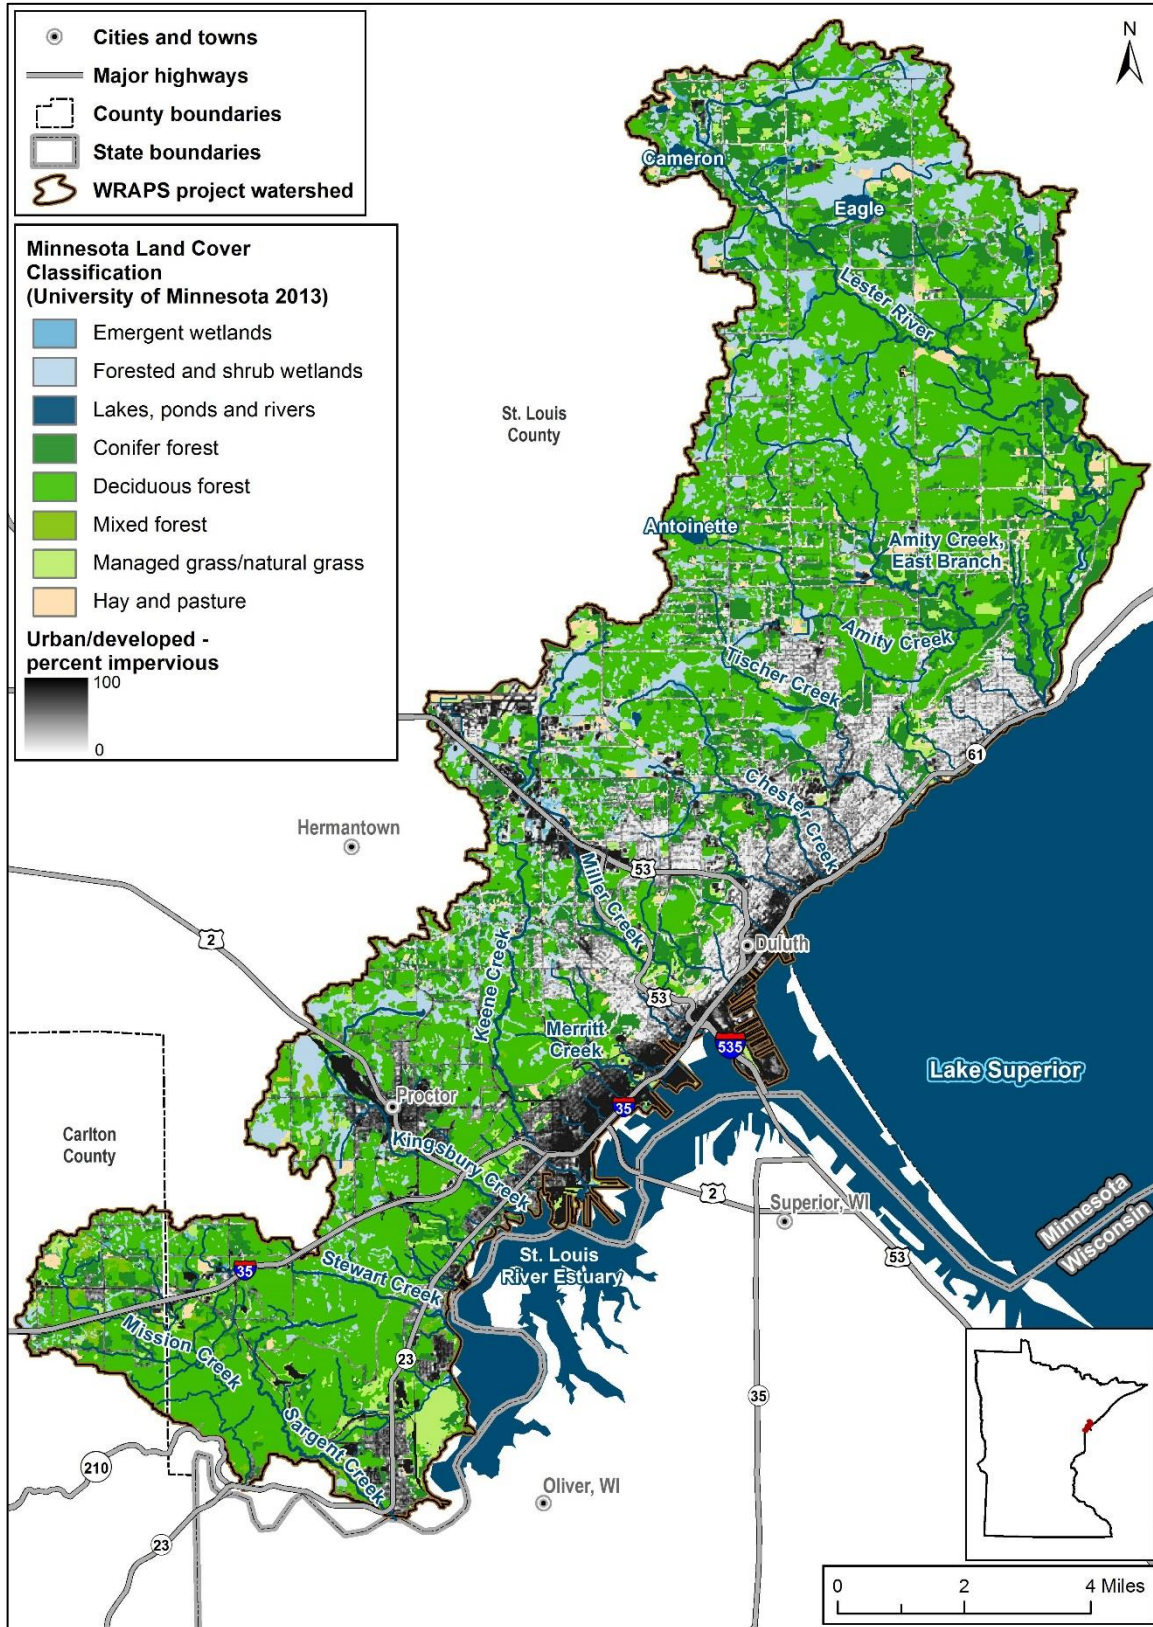 Cities and towns
Major highways
County boundaries
State boundaries
WRAPS project watershed
Minnesota Land Cover
Classification
(University of Minnesota 2013)
Emergent wetlands
Forested and shrub wetlands
Lakes, ponds and rivers
Conifer forest
Deciduous forest
Mixed forest
Managed grass/natural grass
Hay and pasture
Urban/developed -
percent impervious
100
0
N
Cameron
Eagle
Lester River
St. Louis
County
Antoinette
Amity Creek,
East Branch
Amity Creek
Tischer Creek
61
Chester Creek
Hermantown
53
Miller Creek
2
Duluth
Keene Creek
53
Merritt
Creek
535
Lake Superior
35
Proctor
Carlton
County
Kingsbury Creek
2
Superior, WI
Minnesota
Wisconsin
53
St. Louis
River Estuary
35
Stewart Creek
Mission Creek
23
35
Sargent Creek
210
Oliver, WI
23
0
2
4 Miles